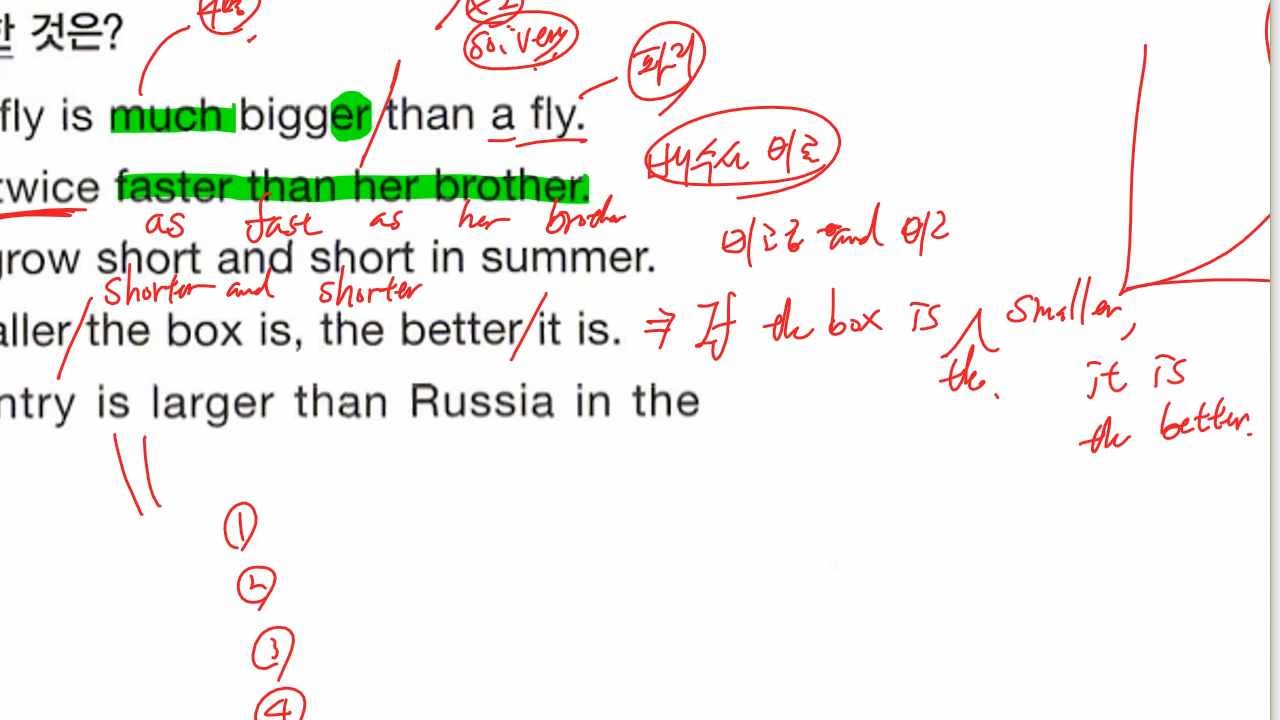 한 것은?
so, very
fly is much bigger than a fly.
파리
배수사 비교
twice faster than her brother.
as fast as her brother
비교급 and 비교
grow short and short in summer.
shorter and shorter
aller the box is, the better it is. ⇒ If the box is the smaller,
it is
the better.
ntry is larger than Russia in the
①
②
③
④